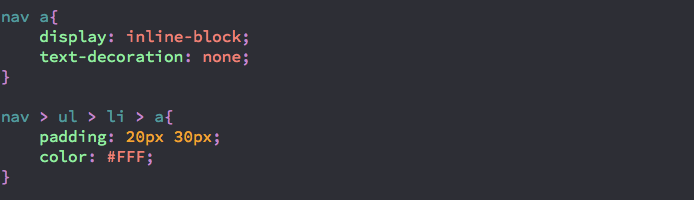 nav a{
    display: inline-block;
    text-decoration: none;
}

nav > ul > li > a{
    padding: 20px 30px;
    color: #FFF;
}